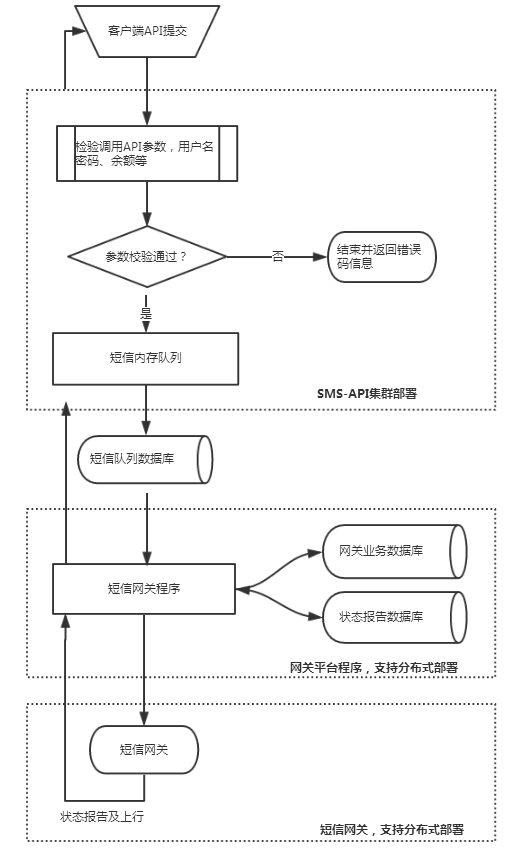 客户端API提交
检验调用API参数，用户名
密码、余额等
参数校验通过？
否
结束并返回错误
码信息
是
短信内存队列
SMS-API集群部署
短信队列数据库
网关业务数据库
短信网关程序
状态报告数据库
网关平台程序，支持分布式部署
短信网关
状态报告及上行
短信网关，支持分布式部署